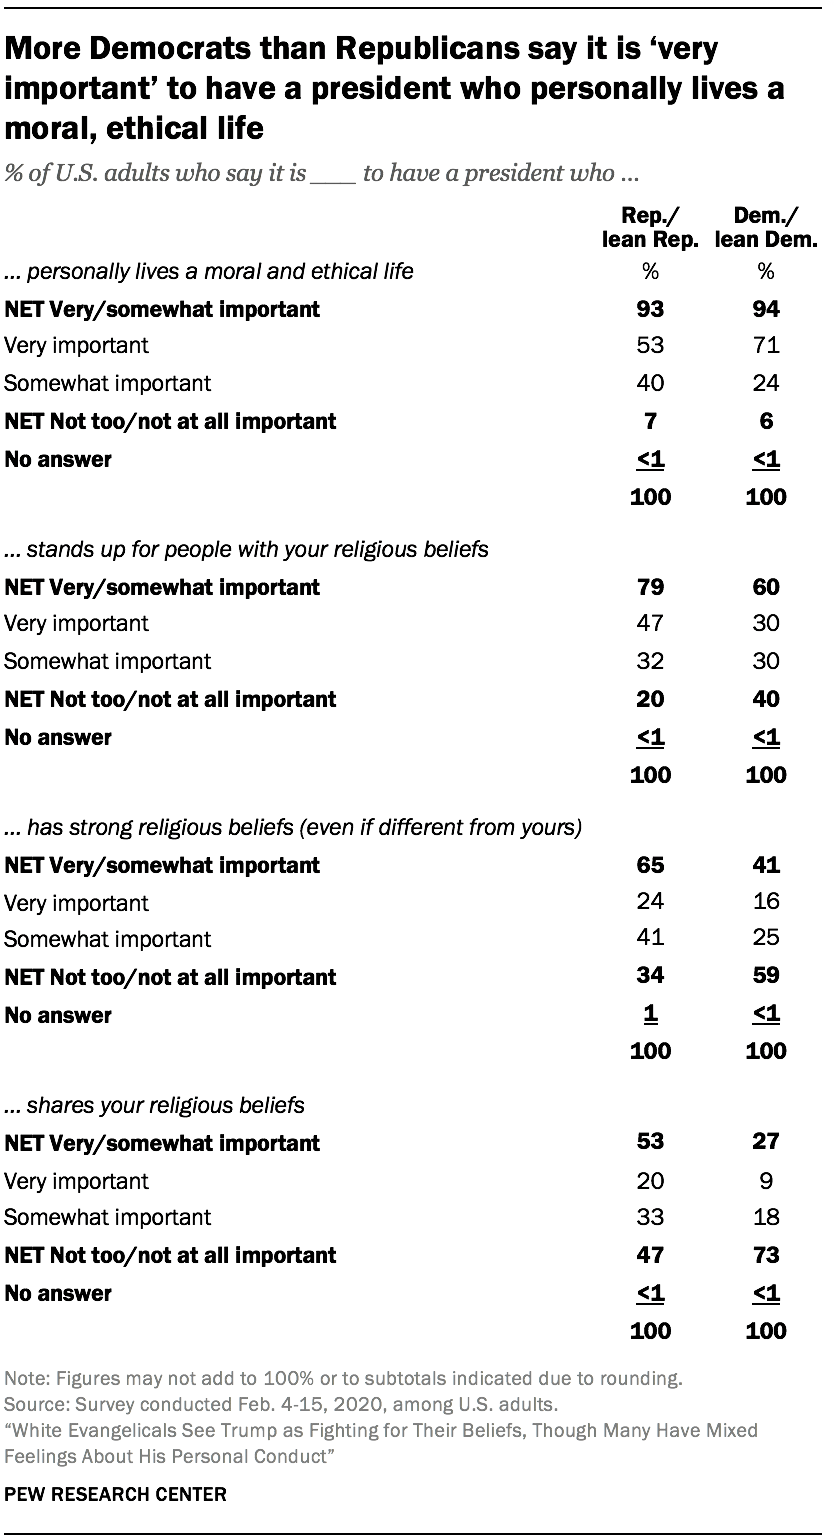 More Democrats than Republicans say it is ‘very
important’ to have a president who personally lives a
moral, ethical life
% of U.S. adults who say it is ____ to have a president who ...
Rep./ Dem./
lean Rep. lean Dem.
... personally lives a moral and ethical life % %
NET Very/somewhat important 93 94
Very important 53 71
Somewhat important 40 24
NET Not too/not at all important 7 6
No answer <1 <1
100 100
... stands up for people with your religious beliefs
NET Very/somewhat important 79 60
Very important 47 30
Somewhat important 32 30
NET Not too/not at all important 20 40
No answer <1 <1
100 100
... has strong religious beliefs (even if different from yours)
NET Very/somewhat important 65 41
Very important 24 16
Somewhat important 41 25
NET Not too/not at all important 34 59
No answer 1 <1
100 100
... shares your religious beliefs
NET Very/somewhat important 53 27
Very important 20 9
Somewhat important 33 18
NET Not too/not at all important 47 73
No answer <1 <1
100 100
Note: Figures may not add to 100% or to subtotals indicated due to rounding.
Source: Survey conducted Feb. 4-15, 2020, among U.S. adults.
“White Evangelicals See Trump as Fighting for Their Beliefs, Though Many Have Mixed
Feelings About His Personal Conduct”
PEW RESEARCH CENTER